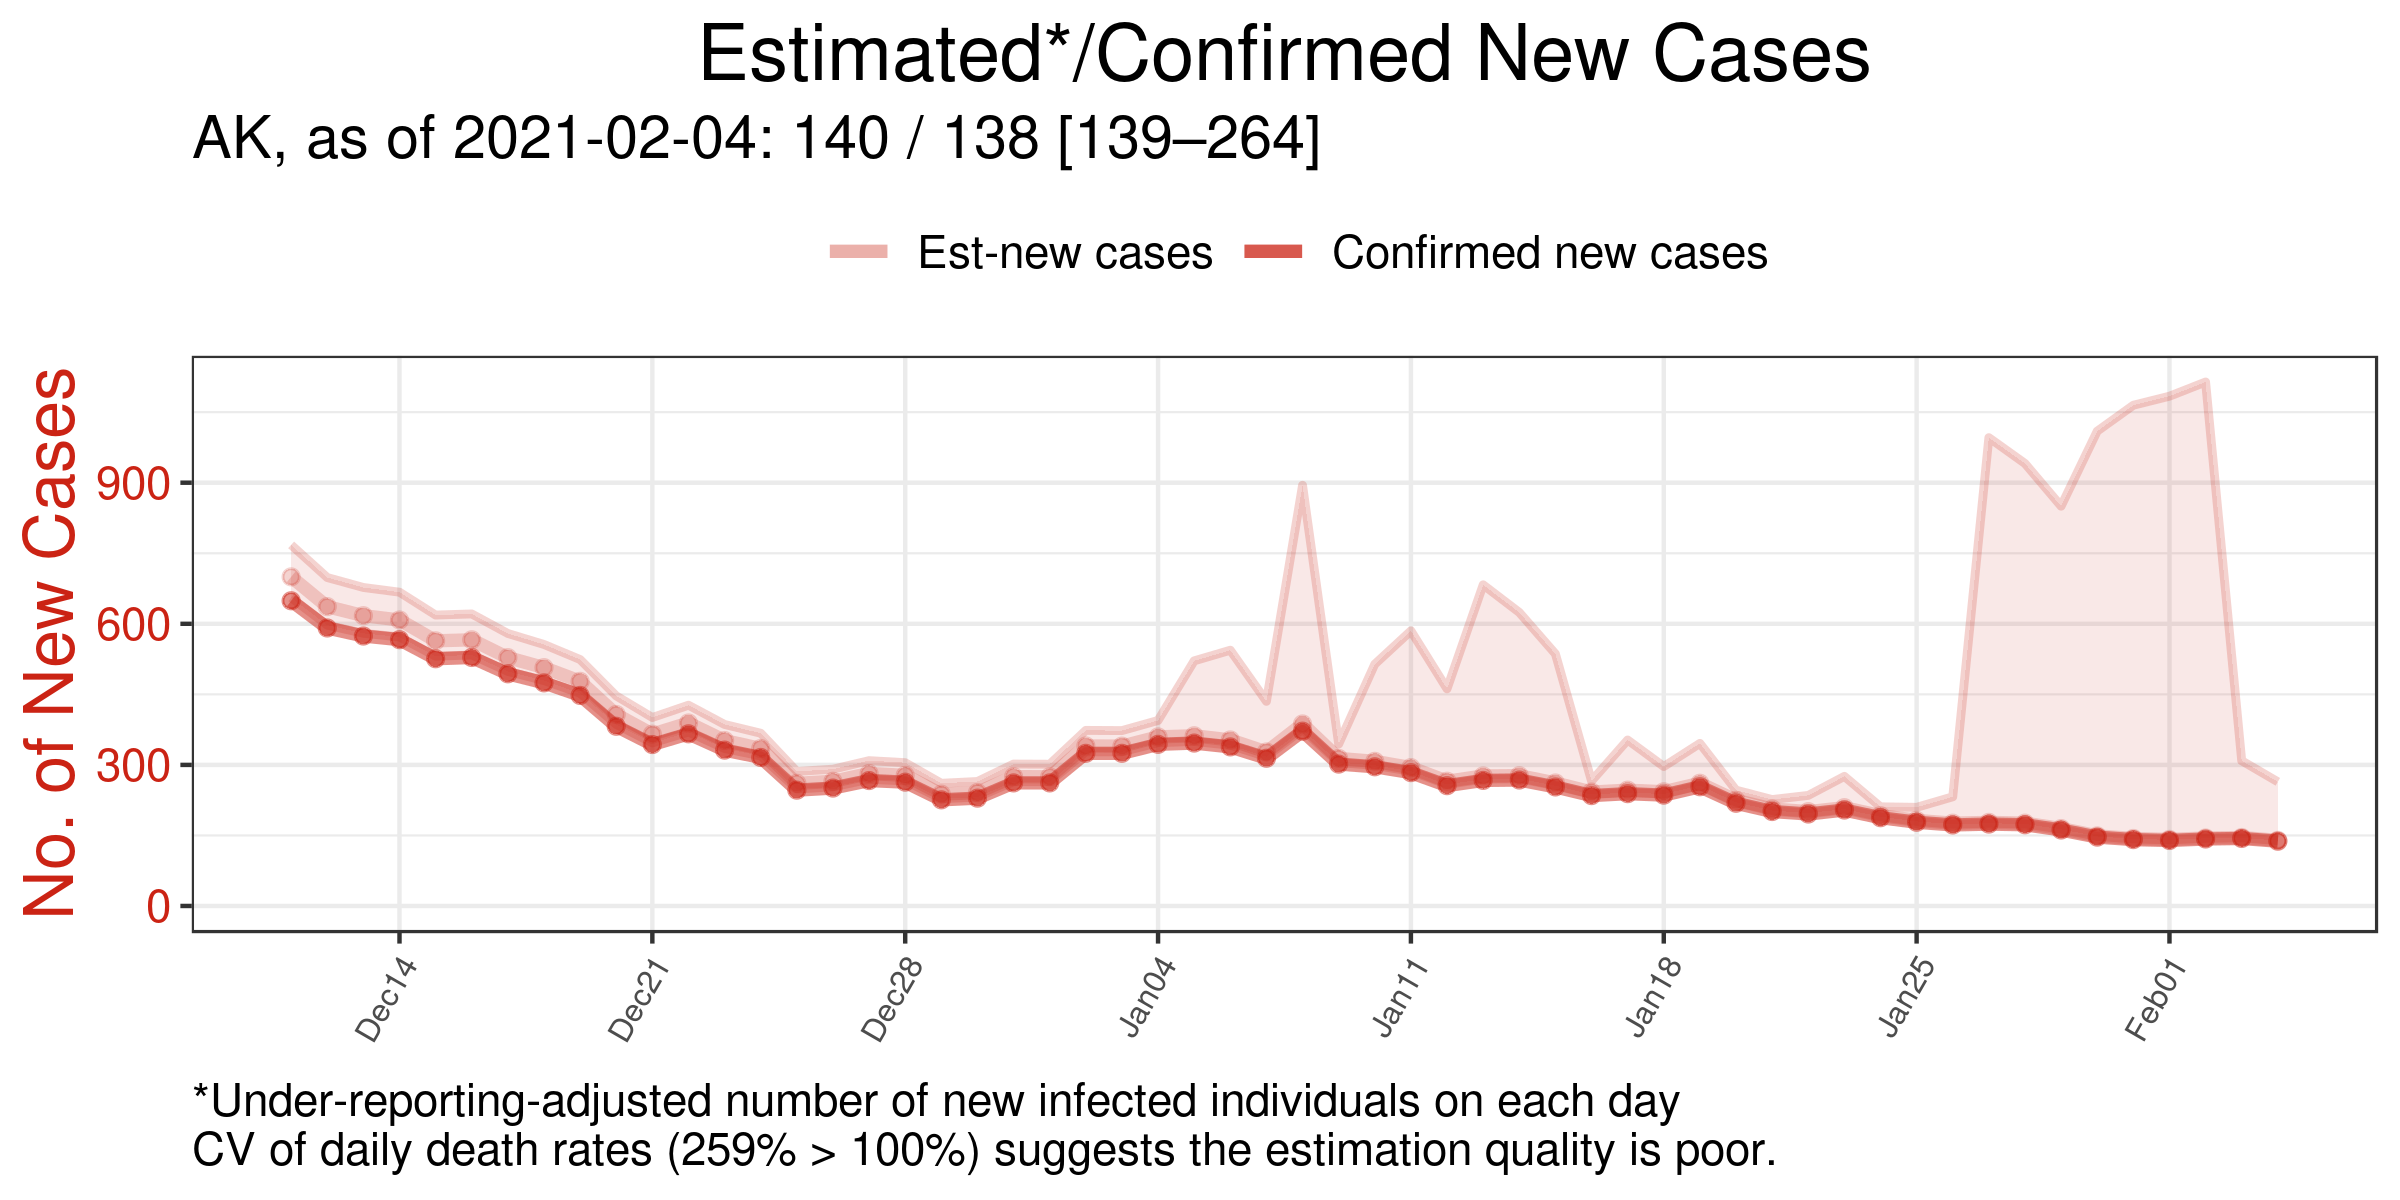 Estimated*/Confirmed New Cases
AK, as of 2021-02-04: 140 / 138 [139–264]
Est-new cases
Confirmed new cases
No. of New Cases
900
600
300
0
Dec14
Dec21
Dec28
Jan04
Jan11
Jan18
Jan25
Feb01
*Under-reporting-adjusted number of new infected individuals on each day
CV of daily death rates (259% > 100%) suggests the estimation quality is poor.